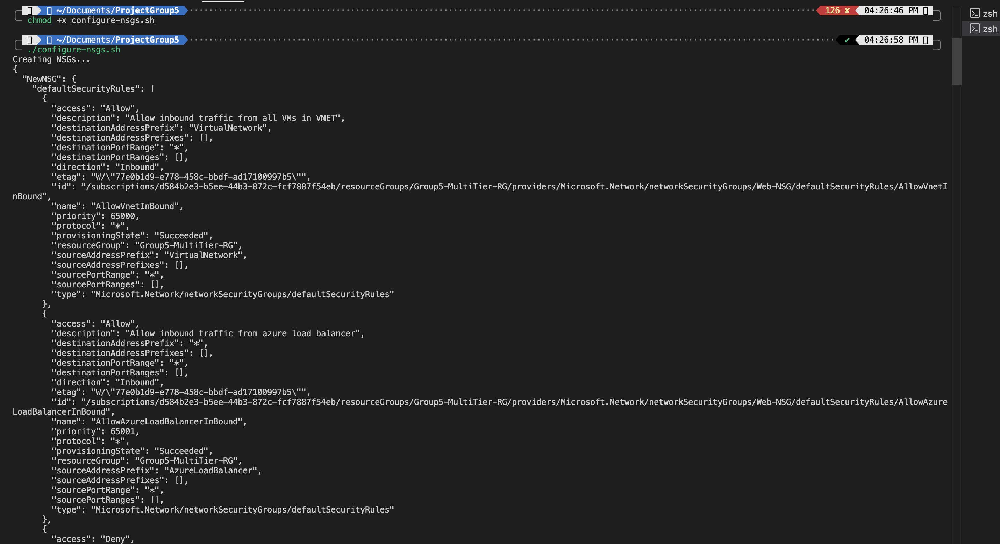 ~/Documents/ProjectGroup5 126 ✘ 04:26:46 PM
chmod +x configure-nsgs.sh
~/Documents/ProjectGroup5 ✔ 04:26:58 PM
./configure-nsgs.sh
Creating NSGs...
{
  "NewNSG": {
    "defaultSecurityRules": [
      {
        "access": "Allow",
        "description": "Allow inbound traffic from all VMs in VNET",
        "destinationAddressPrefix": "VirtualNetwork",
        "destinationAddressPrefixes": [],
        "destinationPortRange": "*",
        "destinationPortRanges": [],
        "direction": "Inbound",
        "etag": "W/\"77e0b1d9-e778-458c-bbdf-ad17100997b5\"",
        "id": "/subscriptions/d584b2e3-b5ee-44b3-872c-fcf7887f54eb/resourceGroups/Group5-MultiTier-RG/providers/Microsoft.Network/networkSecurityGroups/Web-NSG/defaultSecurityRules/AllowVnetI
nBound",
        "name": "AllowVnetInBound",
        "priority": 65000,
        "protocol": "*",
        "provisioningState": "Succeeded",
        "resourceGroup": "Group5-MultiTier-RG",
        "sourceAddressPrefix": "VirtualNetwork",
        "sourceAddressPrefixes": [],
        "sourcePortRange": "*",
        "sourcePortRanges": [],
        "type": "Microsoft.Network/networkSecurityGroups/defaultSecurityRules"
      },
      {
        "access": "Allow",
        "description": "Allow inbound traffic from azure load balancer",
        "destinationAddressPrefix": "*",
        "destinationAddressPrefixes": [],
        "destinationPortRange": "*",
        "destinationPortRanges": [],
        "direction": "Inbound",
        "etag": "W/\"77e0b1d9-e778-458c-bbdf-ad17100997b5\"",
        "id": "/subscriptions/d584b2e3-b5ee-44b3-872c-fcf7887f54eb/resourceGroups/Group5-MultiTier-RG/providers/Microsoft.Network/networkSecurityGroups/Web-NSG/defaultSecurityRules/AllowAzure
LoadBalancerInBound",
        "name": "AllowAzureLoadBalancerInBound",
        "priority": 65001,
        "protocol": "*",
        "provisioningState": "Succeeded",
        "resourceGroup": "Group5-MultiTier-RG",
        "sourceAddressPrefix": "AzureLoadBalancer",
        "sourceAddressPrefixes": [],
        "sourcePortRange": "*",
        "sourcePortRanges": [],
        "type": "Microsoft.Network/networkSecurityGroups/defaultSecurityRules"
      },
      {
        "access": "Deny",
zsh
zsh